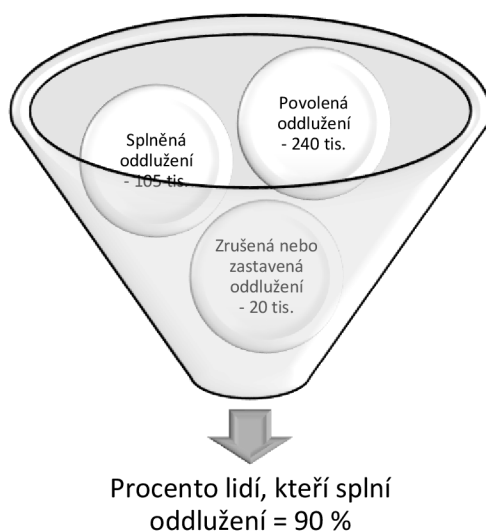 Povolená
oddlužení
- 240 tis.
Splněná
oddlužení
- 105 tis.
Zrušená nebo
zastavená
oddlužení
- 20 tis.
Procento lidí, kteří splní
oddlužení = 90 %